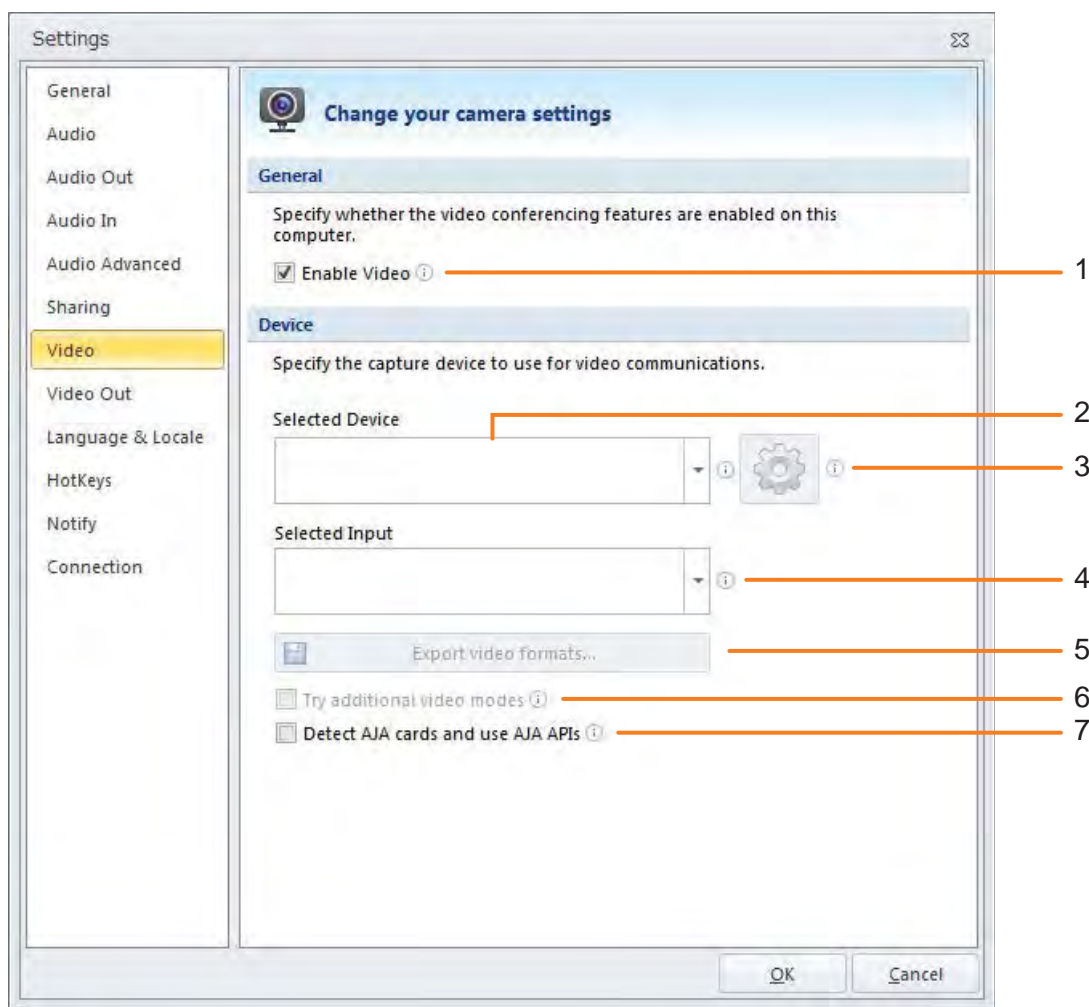 Settings
General
Audio
Audio Out
Audio In
Audio Advanced
Sharing
Video
Video Out
Language & Locale
HotKeys
Notify
Connection
Change your camera settings
General
Specify whether the video conferencing features are enabled on this
computer.
Enable Video
1
Device
Specify the capture device to use for video communications.
Selected Device
2
3
Selected Input
4
Export video formats...
5
Try additional video modes
6
Detect AJA cards and use AJA APIs
7
OK
Cancel